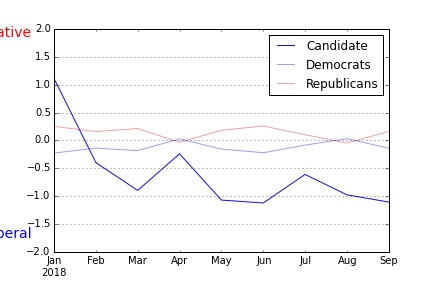 2.0
ative
Candidate
1.5
Democrats
1.0
Republicans
0.5
0.0
−0.5
−1.0
−1.5
beral
−2.0
Jan Feb Mar Apr May Jun Jul Aug Sep
2018